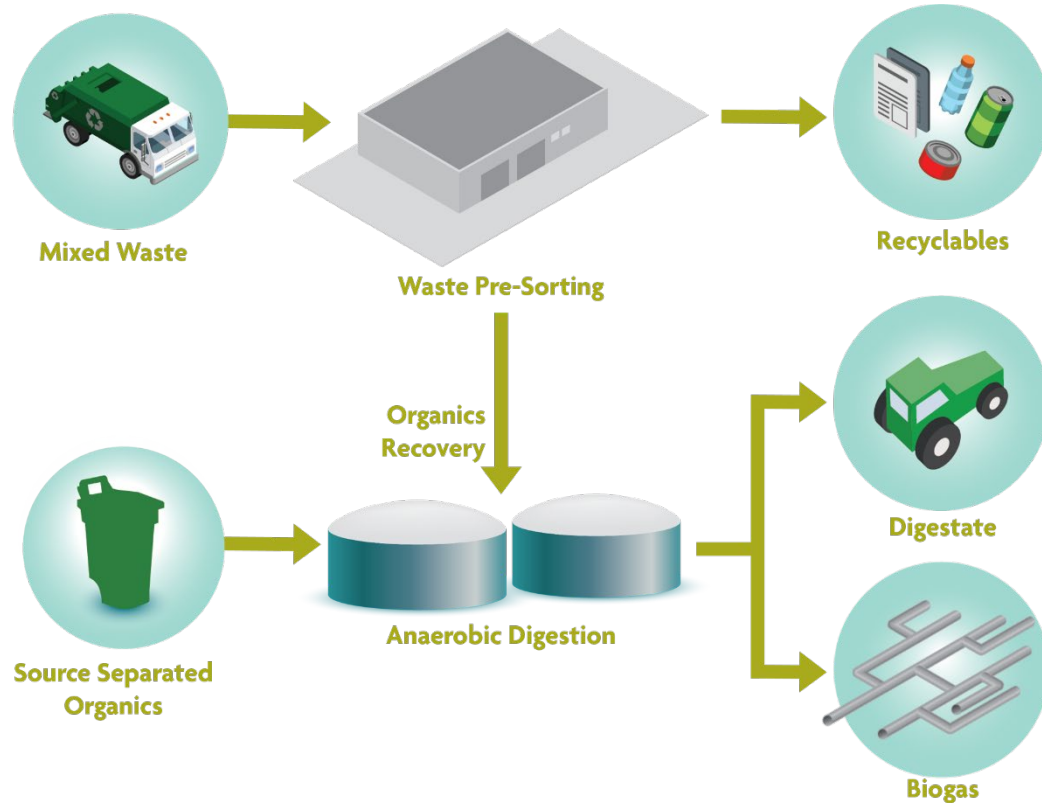 Mixed Waste
Waste Pre-Sorting
Recyclables
Organics
Recovery
Source Separated
Organics
Anaerobic Digestion
Digestate
Biogas